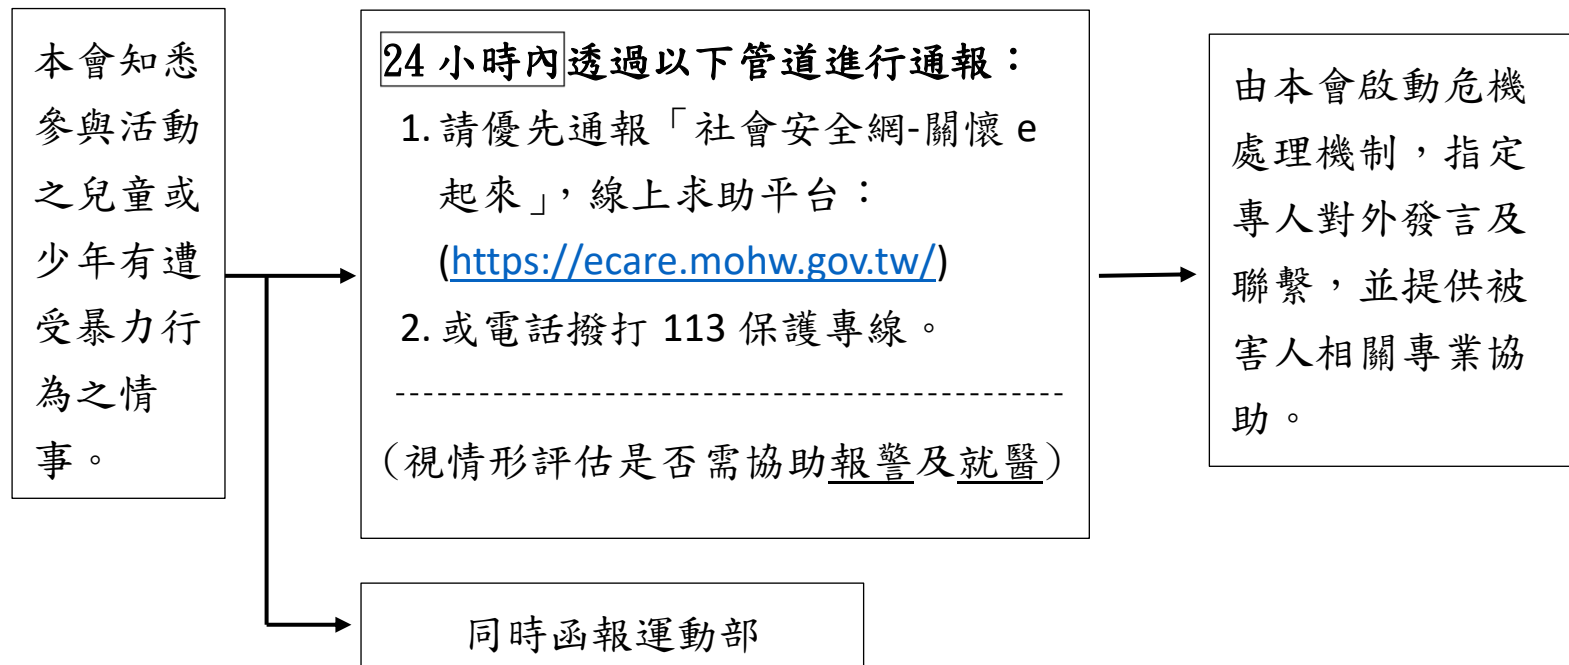 本會知悉
參與活動
之兒童或
少年有遭
受暴力行
為之情
事。
24 小時內透過以下管道進行通報：
1. 請優先通報「社會安全網-關懷 e
起來」，線上求助平台：
(https://ecare.mohw.gov.tw/)
2. 或電話撥打 113 保護專線。
（視情形評估是否需協助報警及就醫）
由本會啟動危機
處理機制，指定
專人對外發言及
聯繫，並提供被
害人相關專業協
助。
同時函報運動部